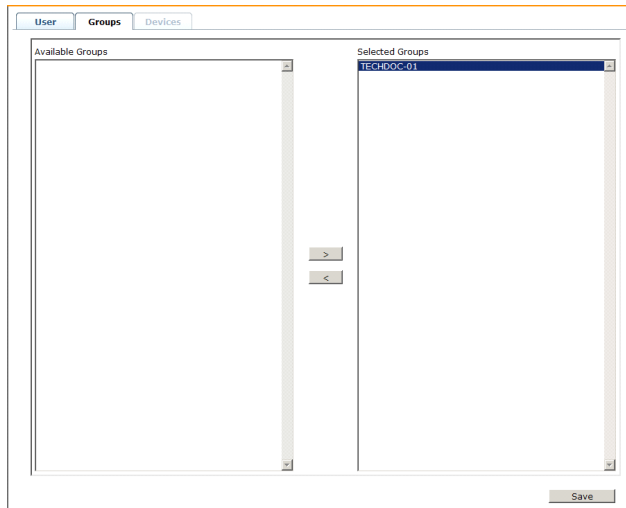 User Groups Devices
Available Groups Selected Groups
TECHDOC-01
>
<
Save